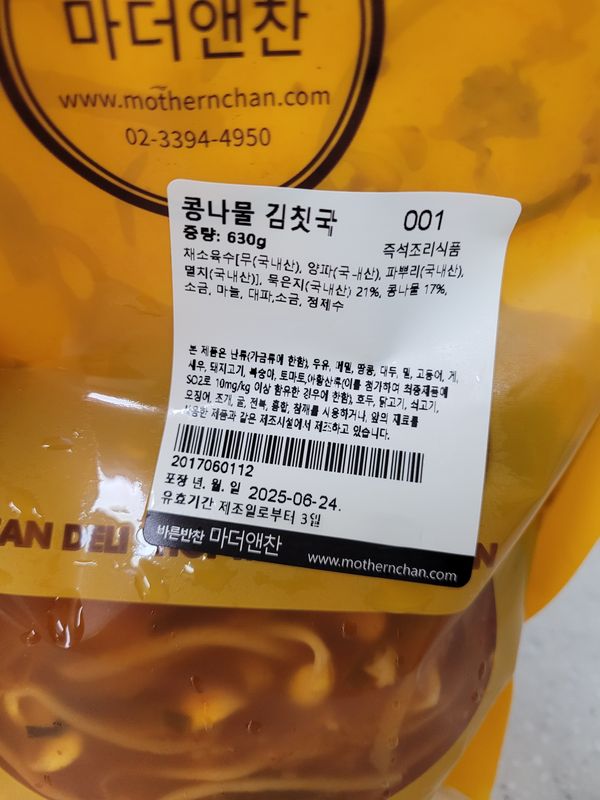 마더앤찬
www.mothernchan.com
02-3394-4950
콩나물 김칫국
001
중량: 630g
즉석조리식품
채소육수[무(국내산), 양파(국내산), 파뿌리(국내산),
멸치(국내산)], 묵은지(국내산) 21%, 콩나물 17%,
소금, 마늘, 대파,소금, 정제수
본 제품은 난류(가금류에 한함), 우유, 메밀, 땅콩, 대두, 밀, 고등어, 게,
새우, 돼지고기, 복숭아, 토마토,아황산류(이를 첨가하여 최종제품에
SO2로 10mg/kg 이상 함유한 경우에 한함), 호두, 닭고기, 쇠고기,
오징어, 조개, 굴, 전복, 홍합, 참깨를 사용하거나, 앞의 재료를
사용한 제품과 같은 제조시설에서 제조하고 있습니다.
2017060112
포장 년. 월. 일 2025-06-24.
유효기간 제조일로부터 3일
바른반찬 마더앤찬
www.mothernchan.com
DELI